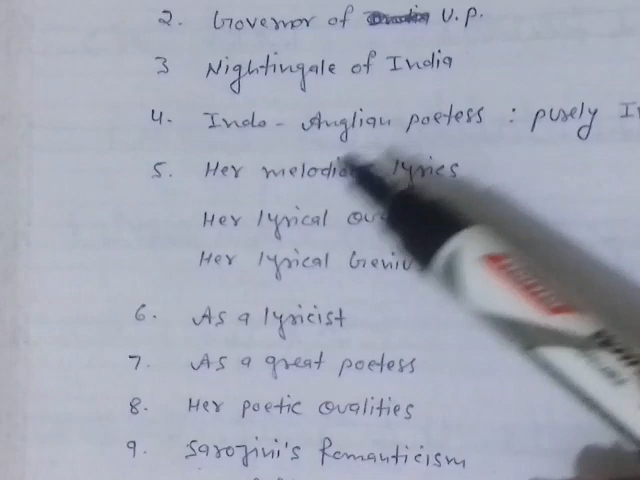 2. Governor of U.P.
3 Nightingale of India
4. Indo-Anglian poetess : purely
5. Her melodious lyrics
Her lyrical
Her lyrical
6. As a lyricist
7. As a great poetess
8. Her poetic Qualities
9. Sarojini's Romanticism